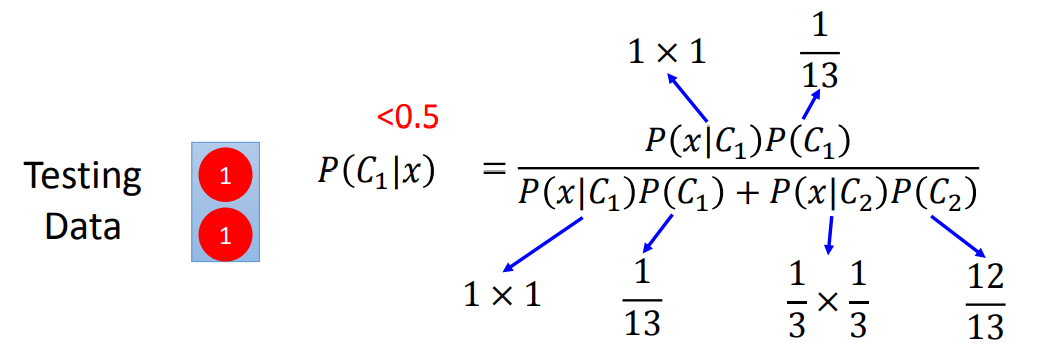 1 × 1
1/13
<0.5
Testing
Data
1
1
P(C₁|x) = P(x|C₁)P(C₁) / P(x|C₁)P(C₁) + P(x|C₂)P(C₂)
1 × 1
1/13
1/3 × 1/3
12/13